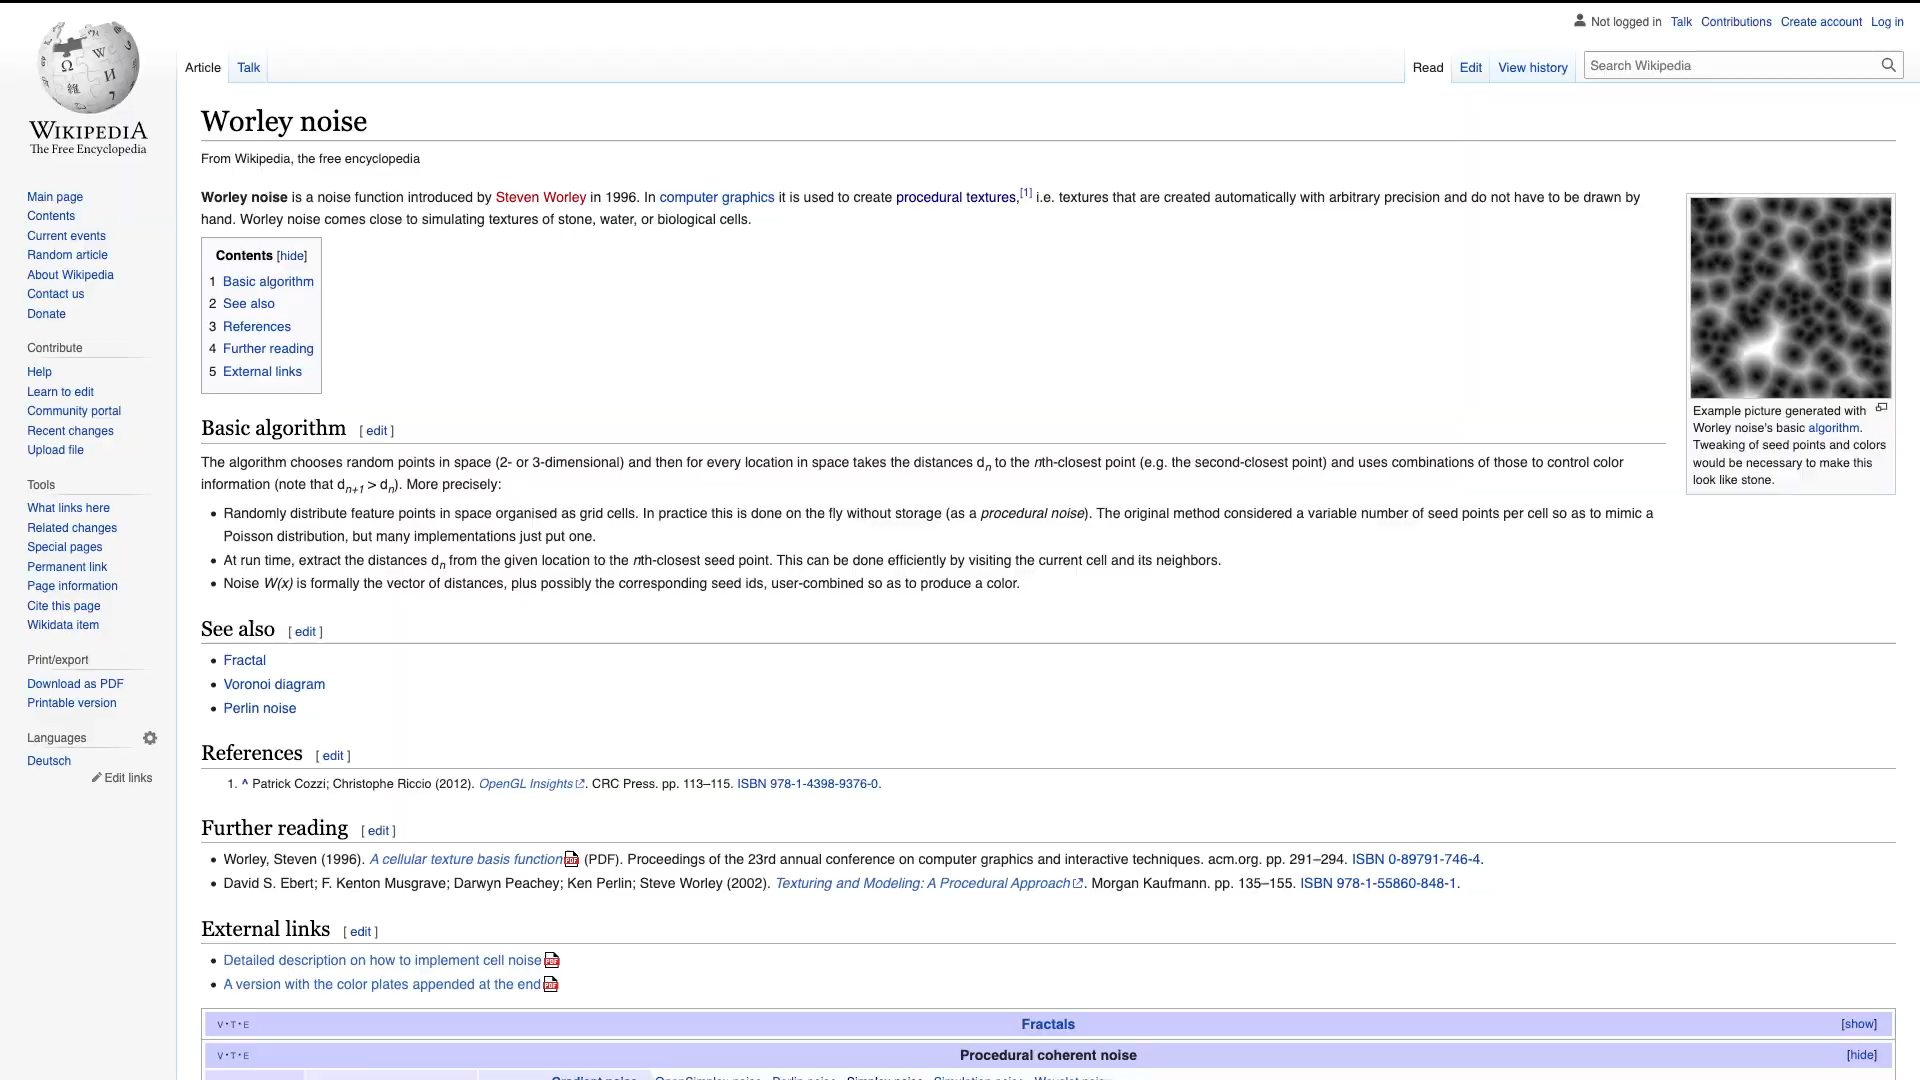 Not logged in Talk Contributions Create account Log in
Article Talk Read Edit View history Search Wikipedia
WIKIPEDIA
The Free Encyclopedia
Main page
Contents
Current events
Random article
About Wikipedia
Contact us
Donate
Contribute
Help
Learn to edit
Community portal
Recent changes
Upload file
Tools
What links here
Related changes
Special pages
Permanent link
Page information
Cite this page
Wikidata item
Print/export
Download as PDF
Printable version
Languages
Deutsch
Edit links
Worley noise
From Wikipedia, the free encyclopedia
Worley noise is a noise function introduced by Steven Worley in 1996. In computer graphics it is used to create procedural textures,[1] i.e. textures that are created automatically with arbitrary precision and do not have to be drawn by
hand. Worley noise comes close to simulating textures of stone, water, or biological cells.
Contents [hide]
1 Basic algorithm
2 See also
3 References
4 Further reading
5 External links
Example picture generated with
Worley noise's basic algorithm.
Tweaking of seed points and colors
would be necessary to make this
look like stone.
Basic algorithm [ edit ]
The algorithm chooses random points in space (2- or 3-dimensional) and then for every location in space takes the distances dn to the nth-closest point (e.g. the second-closest point) and uses combinations of those to control color
information (note that dn+1 > dn). More precisely:
• Randomly distribute feature points in space organised as grid cells. In practice this is done on the fly without storage (as a procedural noise). The original method considered a variable number of seed points per cell so as to mimic a
Poisson distribution, but many implementations just put one.
• At run time, extract the distances dn from the given location to the nth-closest seed point. This can be done efficiently by visiting the current cell and its neighbors.
• Noise W(x) is formally the vector of distances, plus possibly the corresponding seed ids, user-combined so as to produce a color.
See also [ edit ]
• Fractal
• Voronoi diagram
• Perlin noise
References [ edit ]
1. ^ Patrick Cozzi; Christophe Riccio (2012). OpenGL Insights. CRC Press. pp. 113–115. ISBN 978-1-4398-9376-0.
Further reading [ edit ]
• Worley, Steven (1996). A cellular texture basis function (PDF). Proceedings of the 23rd annual conference on computer graphics and interactive techniques. acm.org. pp. 291–294. ISBN 0-89791-746-4.
• David S. Ebert; F. Kenton Musgrave; Darwyn Peachey; Ken Perlin; Steve Worley (2002). Texturing and Modeling: A Procedural Approach. Morgan Kaufmann. pp. 135–155. ISBN 978-1-55860-848-1.
External links [ edit ]
• Detailed description on how to implement cell noise
• A version with the color plates appended at the end
V•T•E Fractals [show]
V•T•E Procedural coherent noise [hide]
Gradient noise OpenSimplex noise Perlin noise Simplex noise Simulation noise Wavelet noise